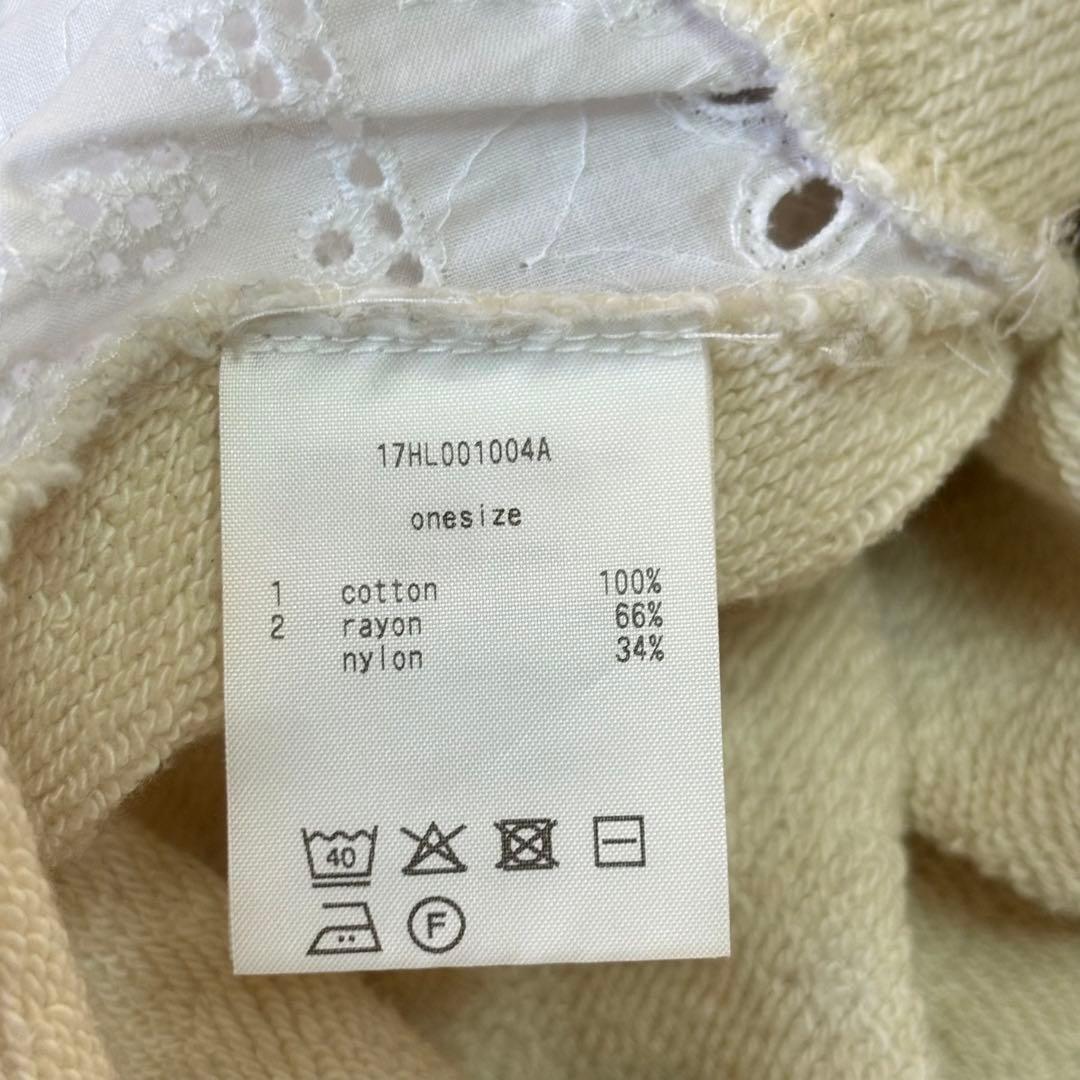 17HL001004A
onesize
1 cotton 100%
2 rayon 66%
nylon 34%
40
F